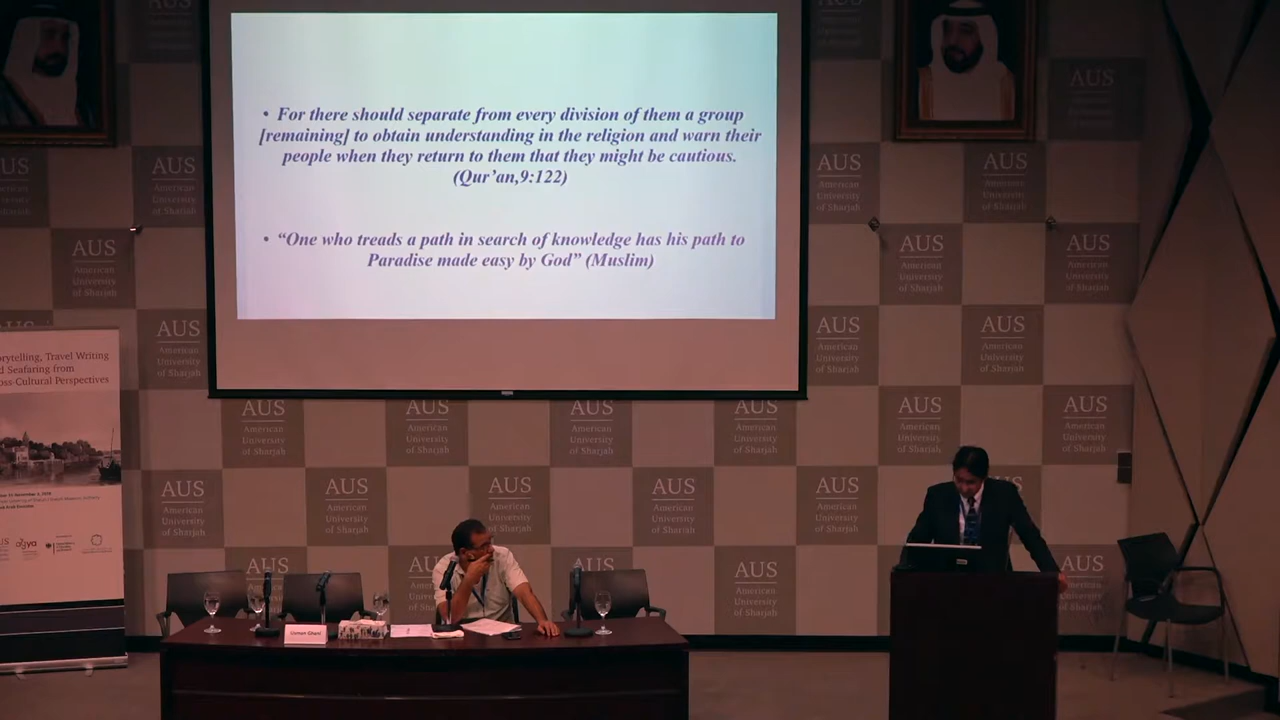 • For there should separate from every division of them a group
[remaining] to obtain understanding in the religion and warn their
people when they return to them that they might be cautious.
(Qur'an,9:122)
• “One who treads a path in search of knowledge has his path to
Paradise made easy by God” (Muslim)
orytelling, Travel Writing
d Seafaring from
oss-Cultural Perspectives
Usman Ghani
AUS
American
University
of Sharjah